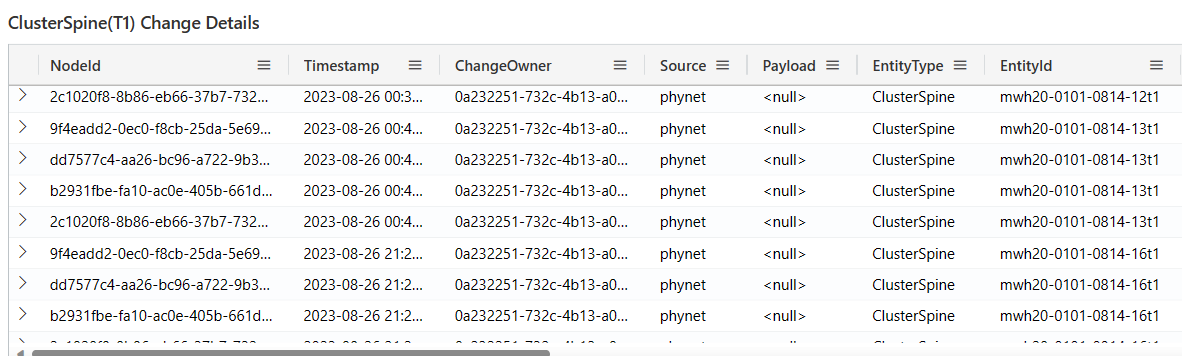 ClusterSpine(T1) Change Details
NodeId Timestamp ChangeOwner Source Payload EntityType EntityId
2c1020f8-8b86-eb66-37b7-732... 2023-08-26 00:3... 0a232251-732c-4b13-a0... phynet <null> ClusterSpine mwh20-0101-0814-12t1
9f4eadd2-0ec0-f8cb-25da-5e69... 2023-08-26 00:4... 0a232251-732c-4b13-a0... phynet <null> ClusterSpine mwh20-0101-0814-13t1
dd7577c4-aa26-bc96-a722-9b3... 2023-08-26 00:4... 0a232251-732c-4b13-a0... phynet <null> ClusterSpine mwh20-0101-0814-13t1
b2931fbe-fa10-ac0e-405b-661d... 2023-08-26 00:4... 0a232251-732c-4b13-a0... phynet <null> ClusterSpine mwh20-0101-0814-13t1
2c1020f8-8b86-eb66-37b7-732... 2023-08-26 00:4... 0a232251-732c-4b13-a0... phynet <null> ClusterSpine mwh20-0101-0814-13t1
9f4eadd2-0ec0-f8cb-25da-5e69... 2023-08-26 21:2... 0a232251-732c-4b13-a0... phynet <null> ClusterSpine mwh20-0101-0814-16t1
dd7577c4-aa26-bc96-a722-9b3... 2023-08-26 21:2... 0a232251-732c-4b13-a0... phynet <null> ClusterSpine mwh20-0101-0814-16t1
b2931fbe-fa10-ac0e-405b-661d... 2023-08-26 21:2... 0a232251-732c-4b13-a0... phynet <null> ClusterSpine mwh20-0101-0814-16t1